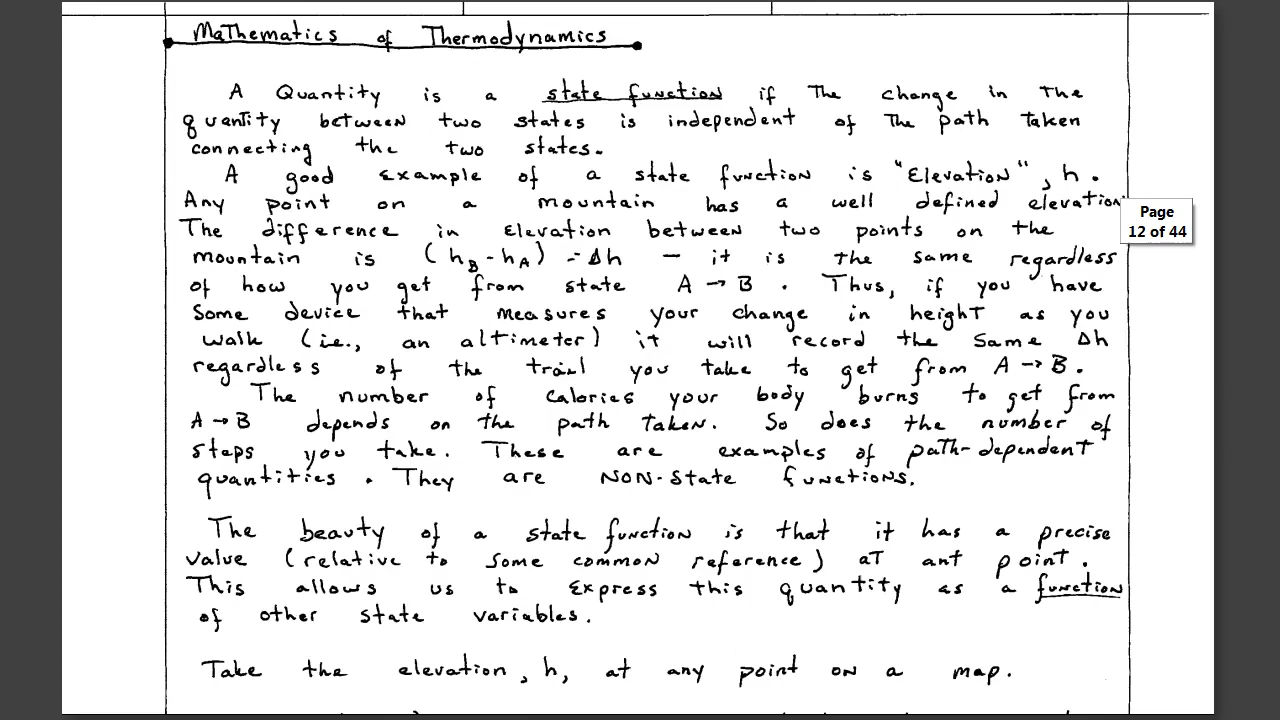 Mathematics of Thermodynamics
A Quantity is a state function if the change in the
quantity between two states is independent of the path taken
connecting the two states.
A good example of a state function is "Elevation", h.
Any point on a mountain has a well defined elevation
The difference in elevation between two points on the
mountain is (hB - hA) = Δh — it is the same regardless
of how you get from state A → B. Thus, if you have
some device that measures your change in height as you
walk (i.e., an altimeter) it will record the same Δh
regardless of the trail you take to get from A → B.
The number of calories your body burns to get from
A → B depends on the path taken. So does the number of
steps you take. These are examples of path-dependent
quantities. They are NON-state functions.
The beauty of a state function is that it has a precise
value (relative to some common reference) at ant point.
This allows us to express this quantity as a function
of other state variables.
Take the elevation, h, at any point on a map.
Page
12 of 44